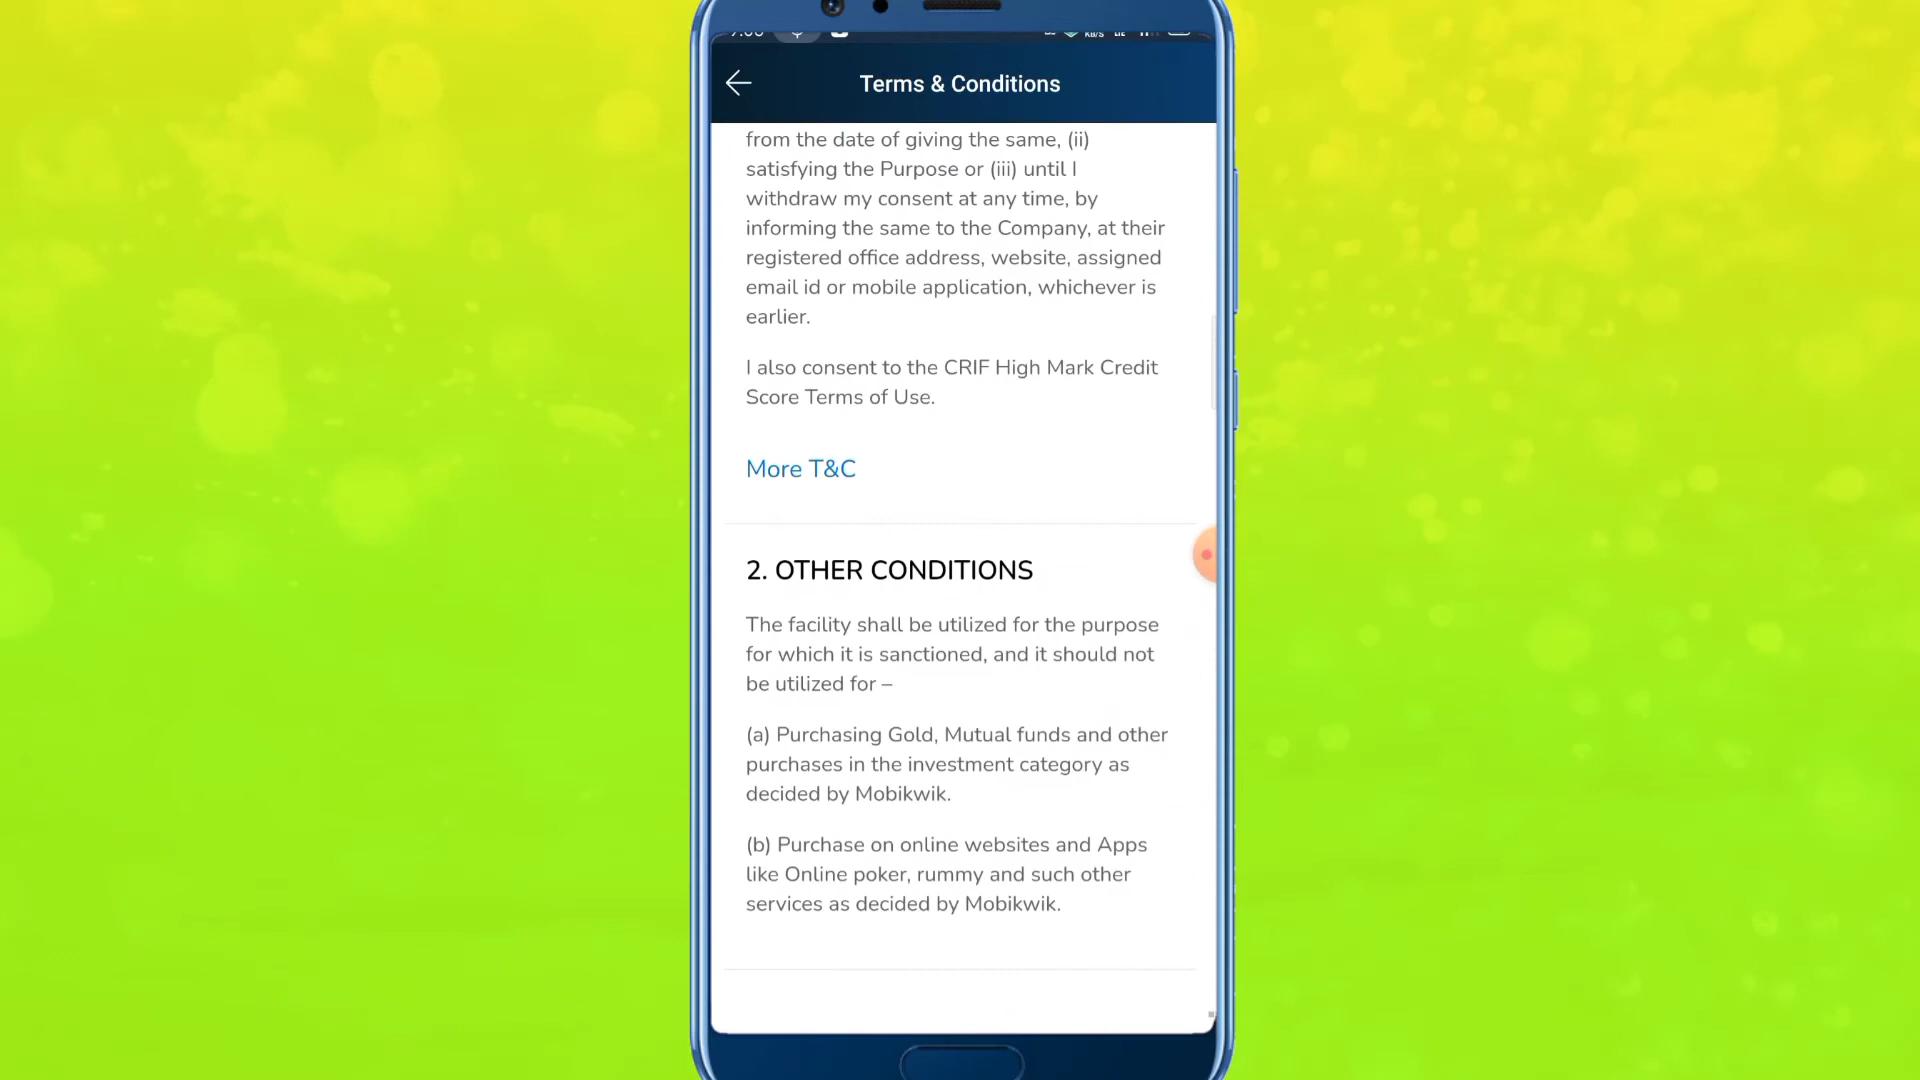 Terms & Conditions
from the date of giving the same, (ii)
satisfying the Purpose or (iii) until I
withdraw my consent at any time, by
informing the same to the Company, at their
registered office address, website, assigned
email id or mobile application, whichever is
earlier.
I also consent to the CRIF High Mark Credit
Score Terms of Use.
More T&C
2. OTHER CONDITIONS
The facility shall be utilized for the purpose
for which it is sanctioned, and it should not
be utilized for –
(a) Purchasing Gold, Mutual funds and other
purchases in the investment category as
decided by Mobikwik.
(b) Purchase on online websites and Apps
like Online poker, rummy and such other
services as decided by Mobikwik.